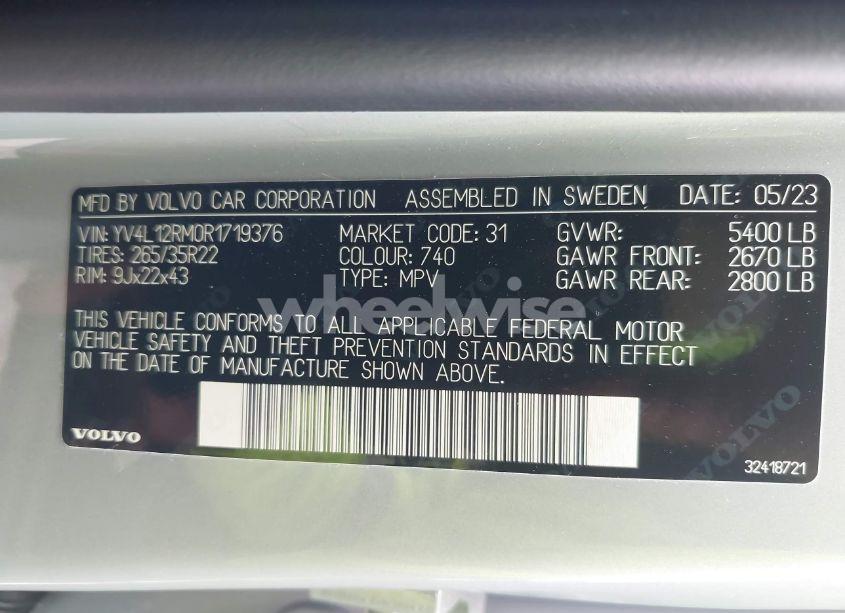 MFD BY VOLVO CAR CORPORATION ASSEMBLED IN SWEDEN DATE: 05/23
VIN: YV4L12RM0R1719376 MARKET CODE: 31 GVWR: 5400 LB
TIRES: 265/35R22 COLOUR: 740 GAWR FRONT: 2670 LB
RIM: 9Jx22x43 TYPE: MPV GAWR REAR: 2800 LB
wheelwise
THIS VEHICLE CONFORMS TO ALL APPLICABLE FEDERAL MOTOR
VEHICLE SAFETY AND THEFT PREVENTION STANDARDS IN EFFECT
ON THE DATE OF MANUFACTURE SHOWN ABOVE.
VOLVO
VOLVO
32418721